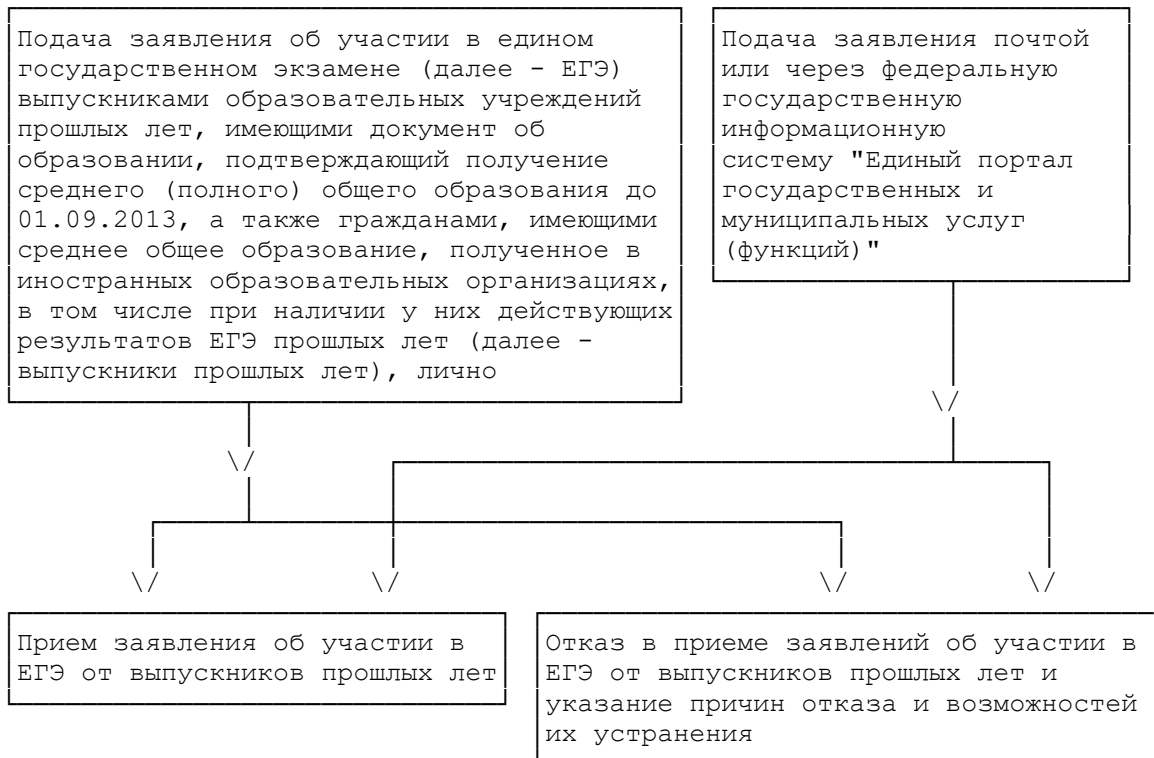 Подача заявления об участии в едином
государственном экзамене (далее - ЕГЭ)
выпускниками образовательных учреждений
прошлых лет, имеющими документ об
образовании, подтверждающий получение
среднего (полного) общего образования до
01.09.2013, а также гражданами, имеющими
среднее общее образование, полученное в
иностранных образовательных организациях,
в том числе при наличии у них действующих
результатов ЕГЭ прошлых лет (далее -
выпускники прошлых лет), лично
Подача заявления почтой
или через федеральную
государственную
информационную
систему "Единый портал
государственных и
муниципальных услуг
(функций)"
Прием заявления об участии в
ЕГЭ от выпускников прошлых лет
Отказ в приеме заявлений об участии в
ЕГЭ от выпускников прошлых лет и
указание причин отказа и возможностей
их устранения